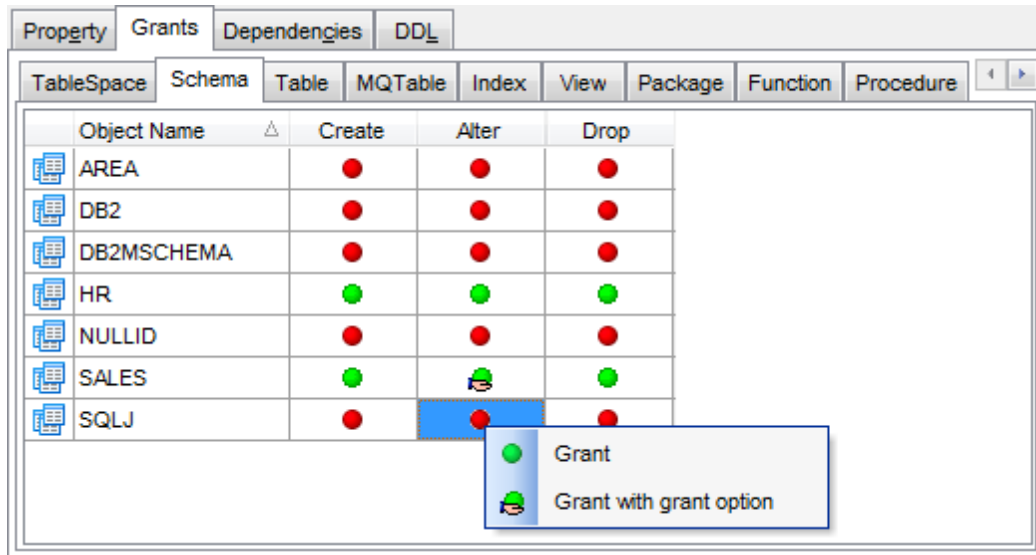 Property Grants Dependencies DDL
TableSpace Schema Table MQTable Index View Package Function Procedure
Object Name Create Alter Drop
AREA
DB2
DB2MSCHEMA
HR
NULLID
SALES
SQLJ
Grant
Grant with grant option